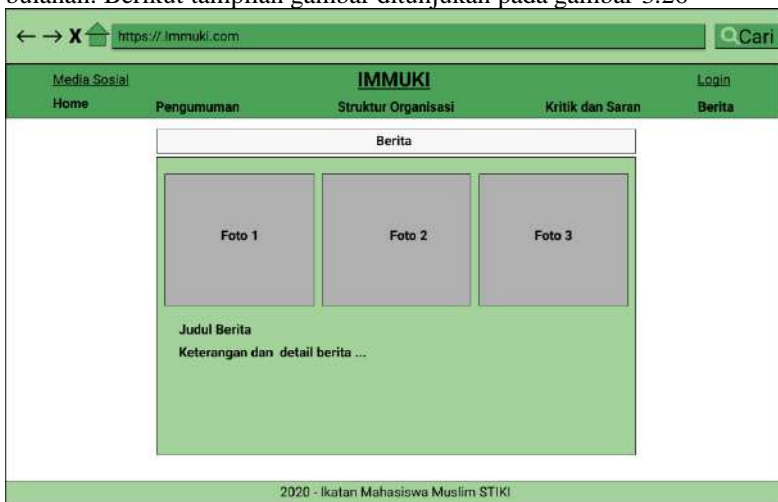 bulanan. Berikut tampilan gambar ditunjukan pada gambar 3.26
← → X https://.Immuki.com Cari
Media Sosial IMMUKI Login
Home Pengumuman Struktur Organisasi Kritik dan Saran Berita
Berita
Foto 1 Foto 2 Foto 3
Judul Berita
Keterangan dan detail berita ...
2020 - Ikatan Mahasiswa Muslim STIKI